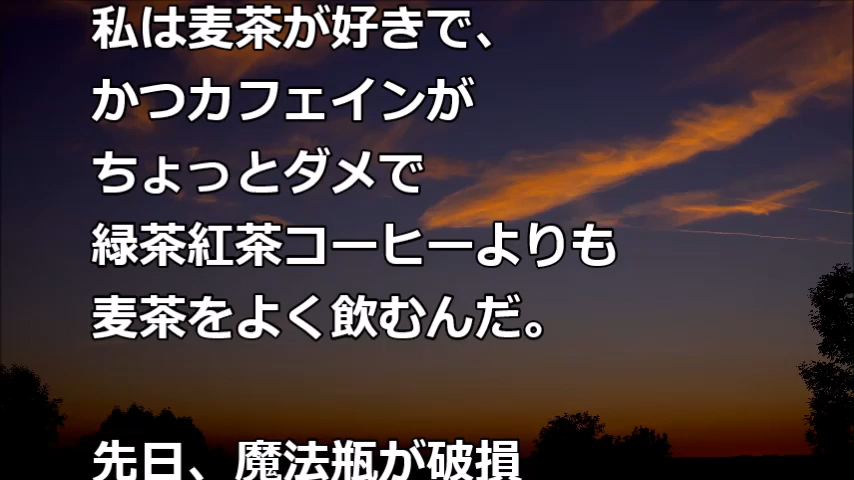 私は麦茶が好きで、
かつカフェインが
ちょっとダメで
緑茶紅茶コーヒーよりも
麦茶をよく飲むんだ。
先日、魔法瓶が破損